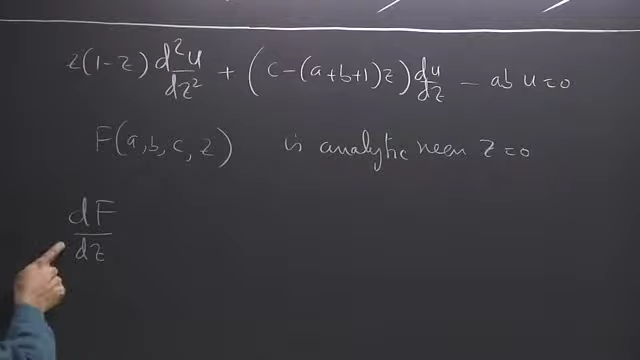 z(1-z) d²u/dz² + (c-(a+b+1)z) du/dz - ab u = 0
F(a,b,c,z) is analytic near z=0
dF/dz